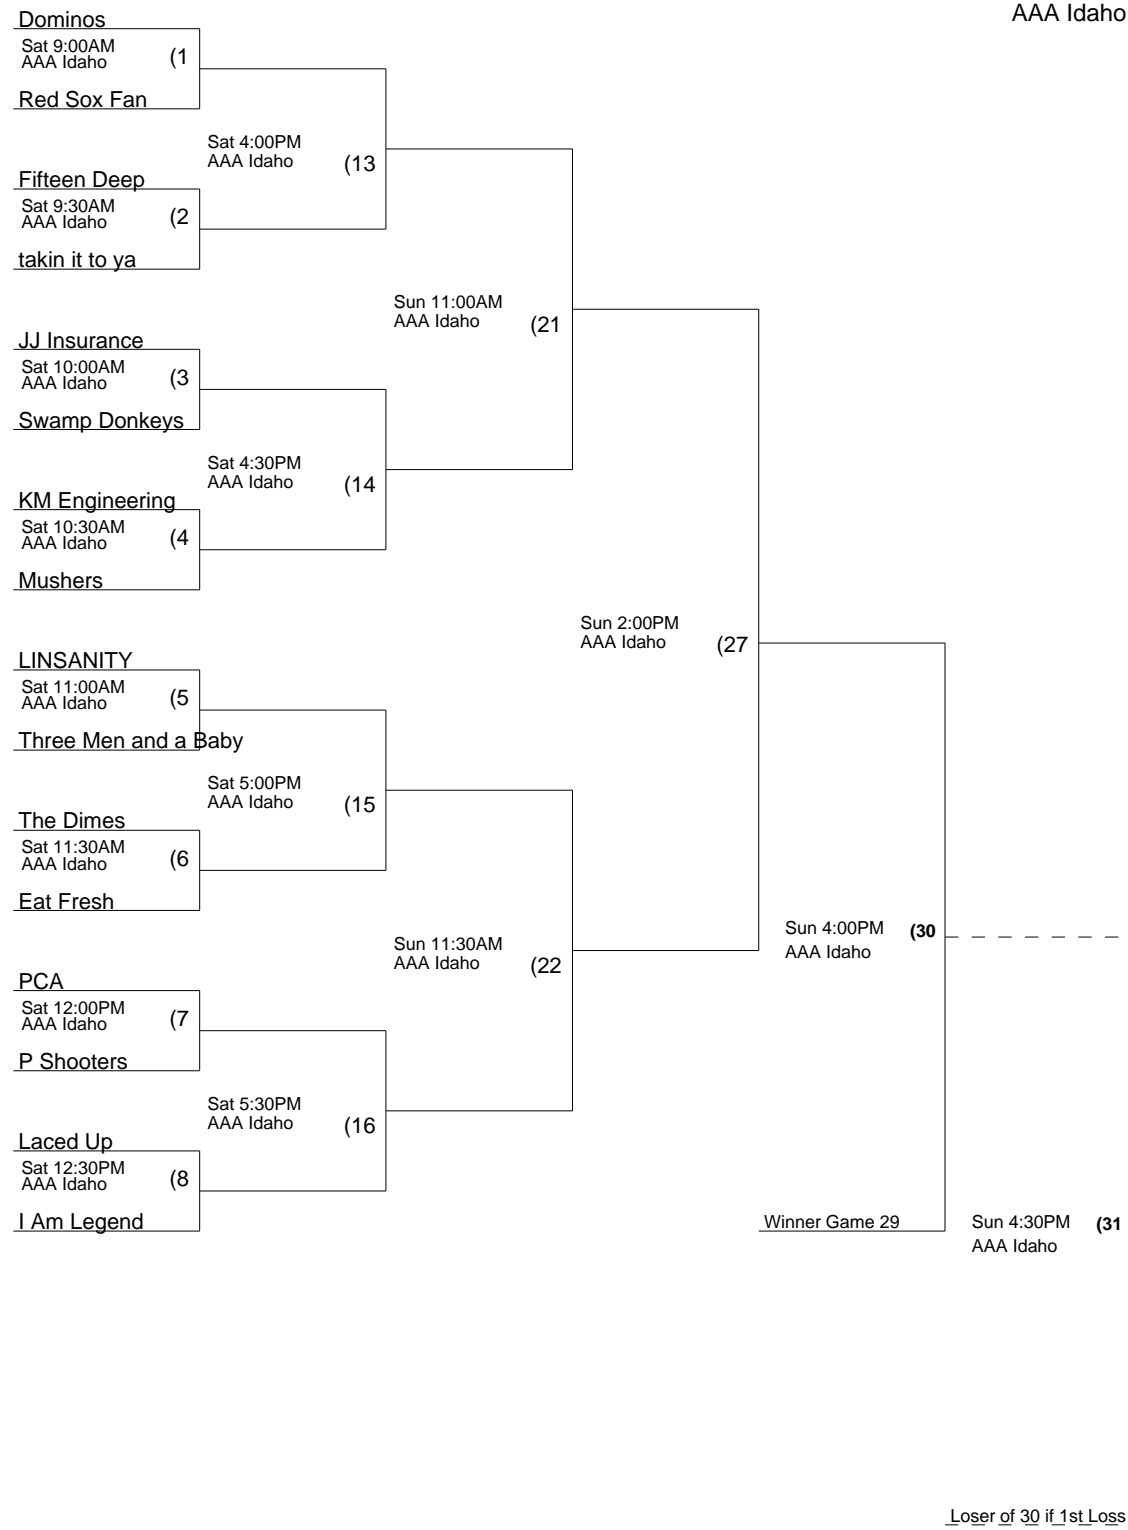 AAA Idaho
Dominos
Sat 9:00AM
AAA Idaho
(1
Red Sox Fan
Sat 4:00PM
AAA Idaho
(13
Fifteen Deep
Sat 9:30AM
AAA Idaho
(2
takin it to ya
Sun 11:00AM
AAA Idaho
(21
JJ Insurance
Sat 10:00AM
AAA Idaho
(3
Swamp Donkeys
Sat 4:30PM
AAA Idaho
(14
KM Engineering
Sat 10:30AM
AAA Idaho
(4
Mushers
Sun 2:00PM
AAA Idaho
(27
LINSANITY
Sat 11:00AM
AAA Idaho
(5
Three Men and a Baby
Sat 5:00PM
AAA Idaho
(15
The Dimes
Sat 11:30AM
AAA Idaho
(6
Eat Fresh
Sun 4:00PM
AAA Idaho
(30
Sun 11:30AM
AAA Idaho
(22
PCA
Sat 12:00PM
AAA Idaho
(7
P Shooters
Sat 5:30PM
AAA Idaho
(16
Laced Up
Sat 12:30PM
AAA Idaho
(8
I Am Legend
Winner Game 29
Sun 4:30PM
AAA Idaho
(31
Loser of 30 if 1st Loss